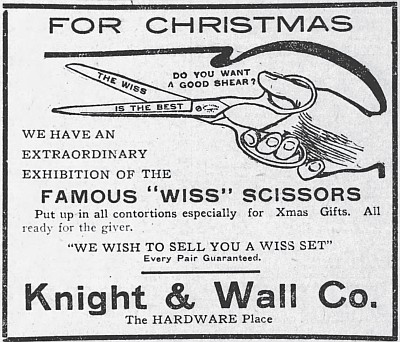 FOR CHRISTMAS
THE WISS
IS THE BEST
DO YOU WANT
A GOOD SHEAR?
WE HAVE AN
EXTRAORDINARY
EXHIBITION OF THE
FAMOUS "WISS" SCISSORS
Put up in all contortions especially for Xmas Gifts. All
ready for the giver.
"WE WISH TO SELL YOU A WISS SET"
Every Pair Guaranteed.
Knight & Wall Co.
The HARDWARE Place